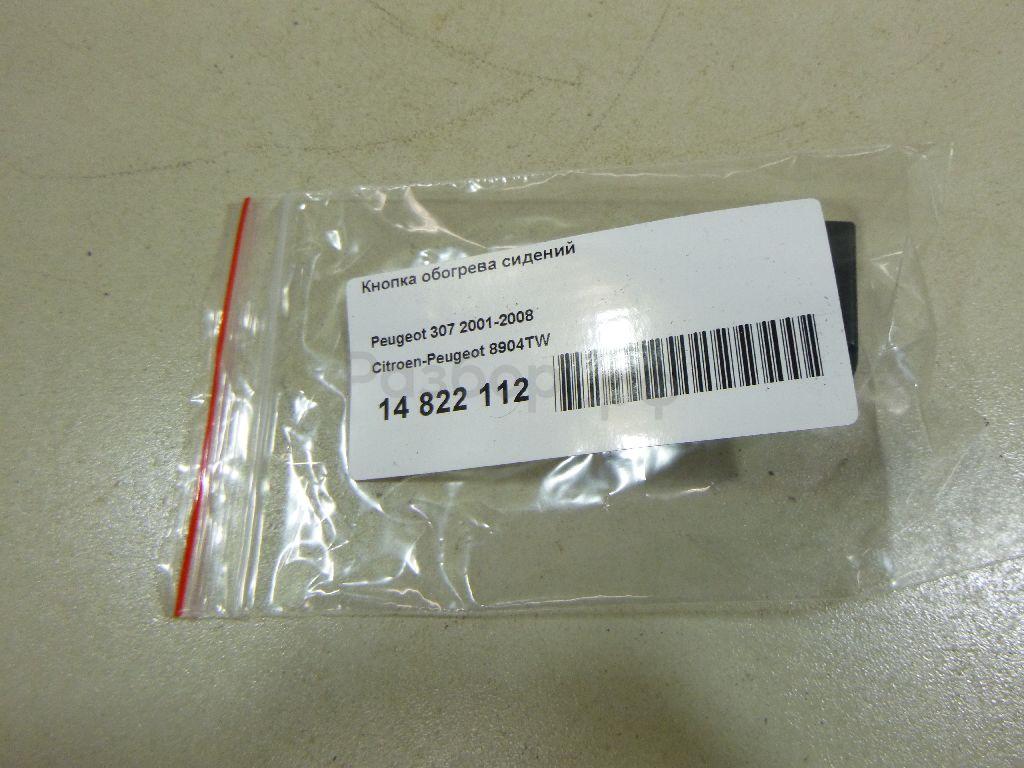 Кнопка обогрева сидений
Peugeot 307 2001-2008
Citroen-Peugeot 8904TW
14 822 112